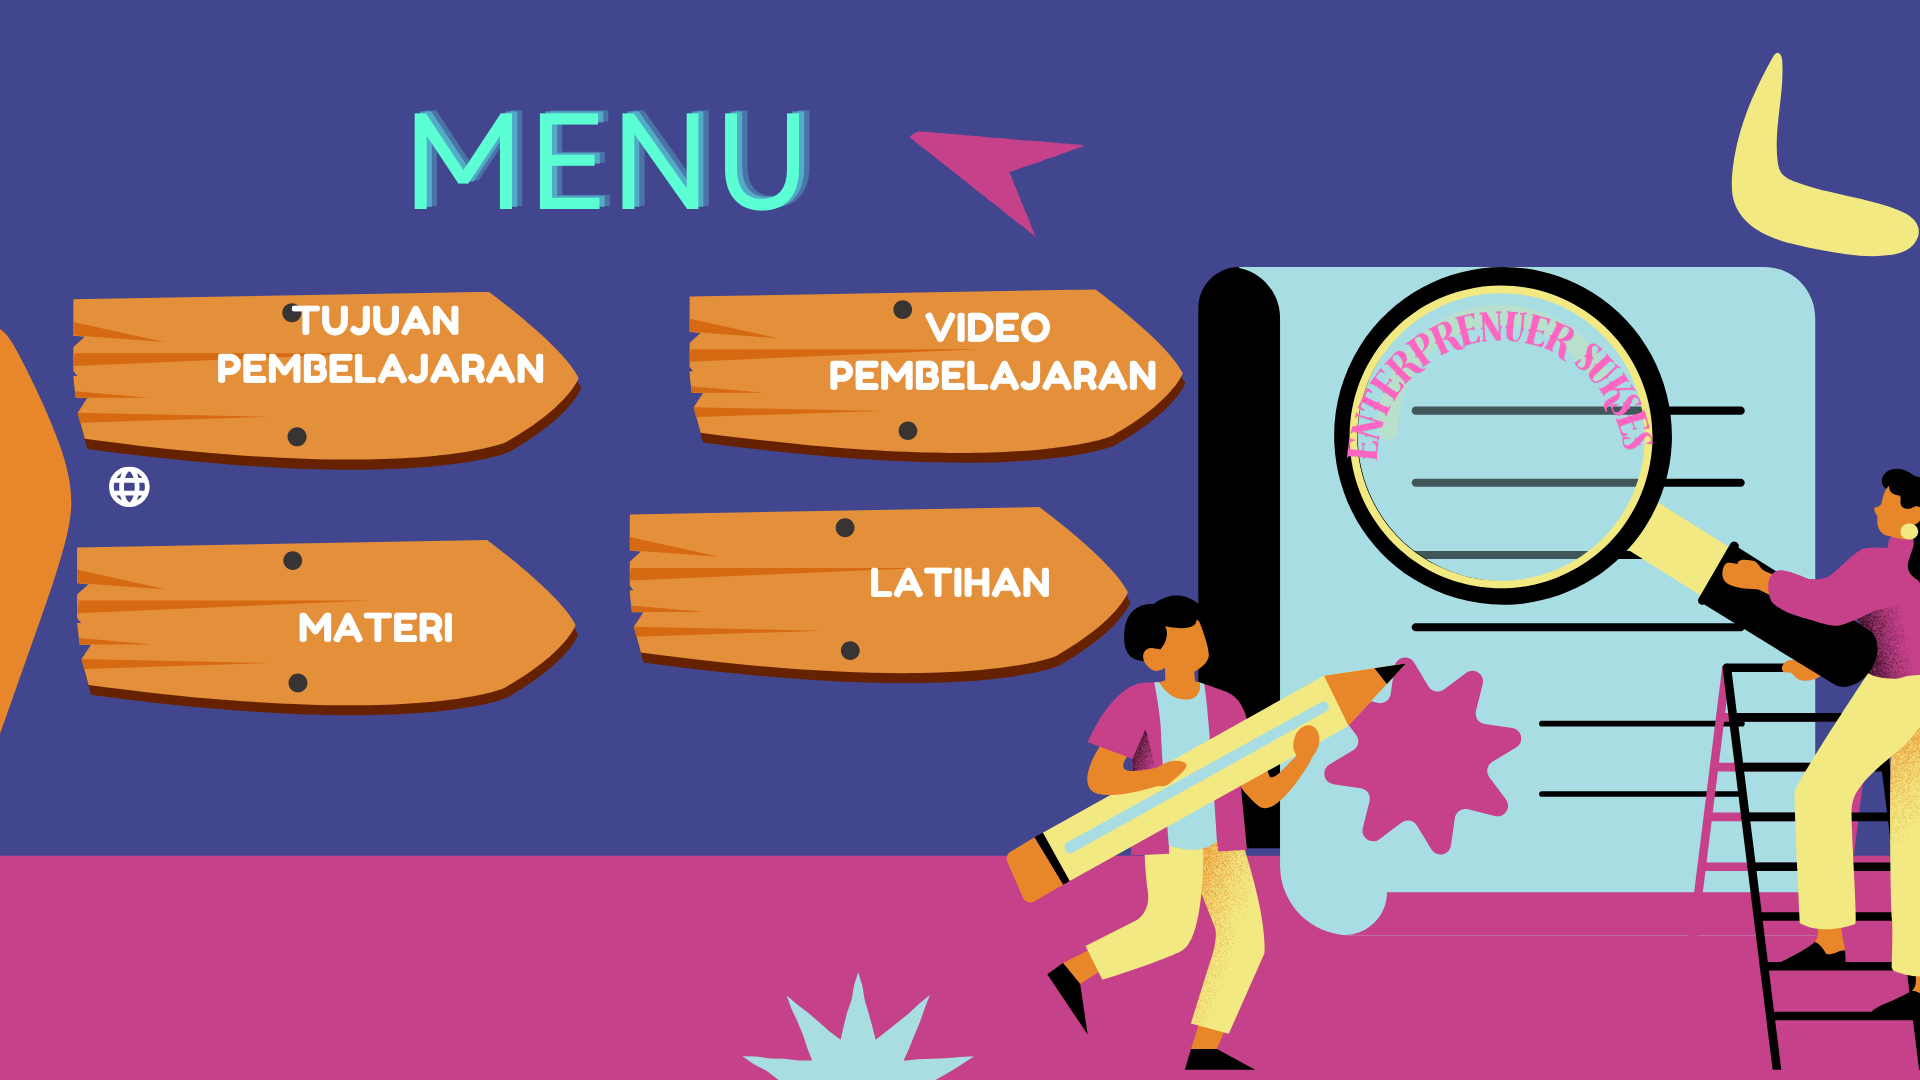 MENU
TUJUAN
PEMBELAJARAN
VIDEO
PEMBELAJARAN
MATERI
LATIHAN
ENTERPRENUER SUKSES